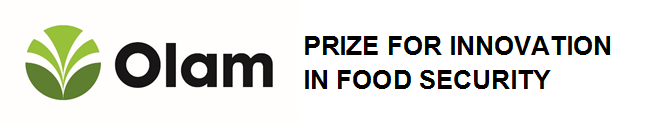 Olam
PRIZE FOR INNOVATION
IN FOOD SECURITY